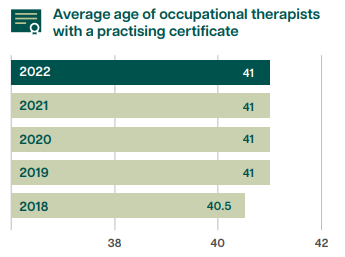 Average age of occupational therapists
with a practising certificate
2022 41
2021 41
2020 41
2019 41
2018 40.5
38 40 42